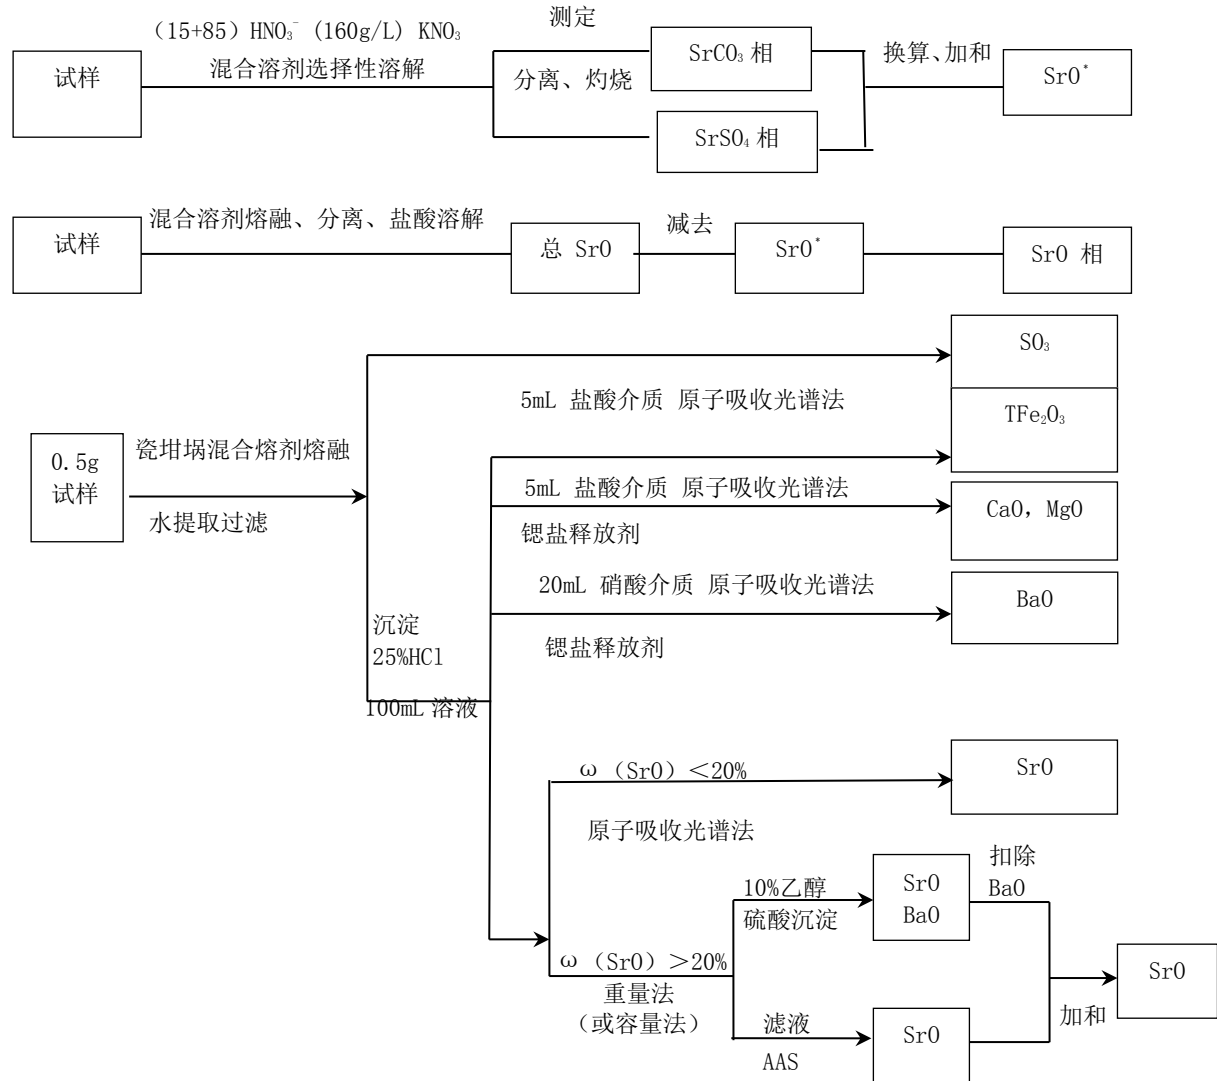 (15+85) HNO₃⁻ (160g/L) KNO₃
混合溶剂选择性溶解
测定
分离、灼烧
试样
SrCO₃ 相
SrSO₄ 相
换算、加和
SrO*
试样
混合溶剂熔融、分离、盐酸溶解
总 SrO
减去
SrO*
SrO 相
SO₃
5mL 盐酸介质 原子吸收光谱法
TFe₂O₃
0.5g
试样
瓷坩埚混合熔剂熔融
水提取过滤
5mL 盐酸介质 原子吸收光谱法
锶盐释放剂
CaO, MgO
20mL 硝酸介质 原子吸收光谱法
锶盐释放剂
BaO
沉淀
25%HCl
100mL 溶液
ω (SrO) <20%
原子吸收光谱法
SrO
10%乙醇
硫酸沉淀
SrO
BaO
扣除
BaO
ω (SrO) >20%
重量法
(或容量法)
滤液
AAS
SrO
加和
SrO